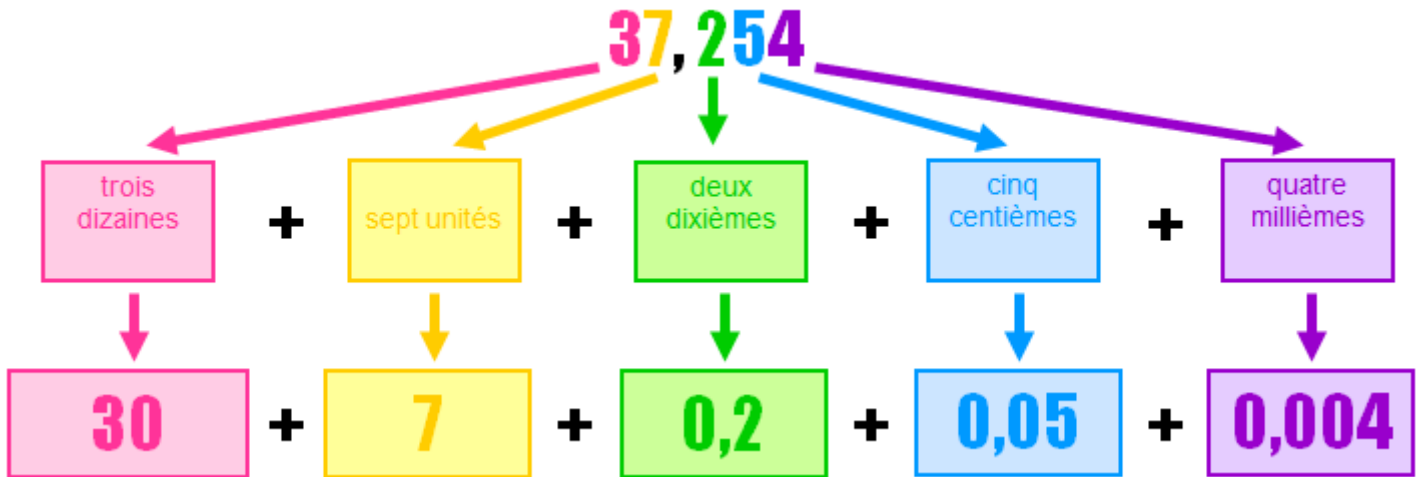 37,254
trois
dizaines
+
sept unités
+
deux
dixièmes
+
cinq
centièmes
+
quatre
millièmes
30 + 7 + 0,2 + 0,05 + 0,004